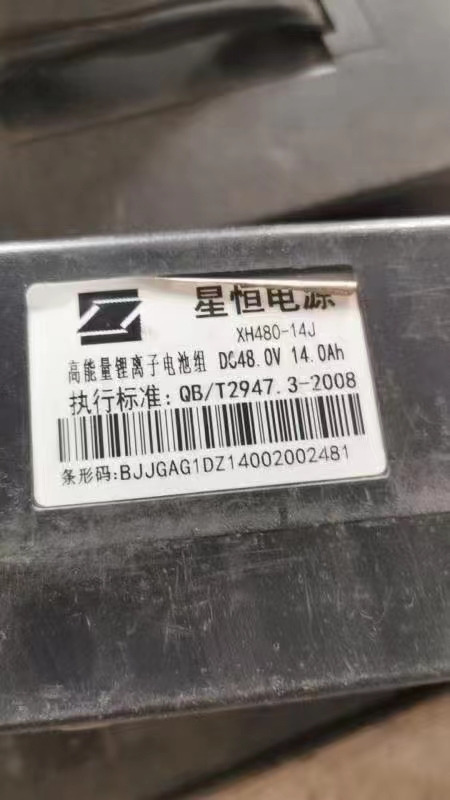 星恒电源
XH480-14J
高能量锂离子电池组 DC48.0V 14.0Ah
执行标准: QB/T2947.3-2008
条形码:BJJGAG1DZ14002002481